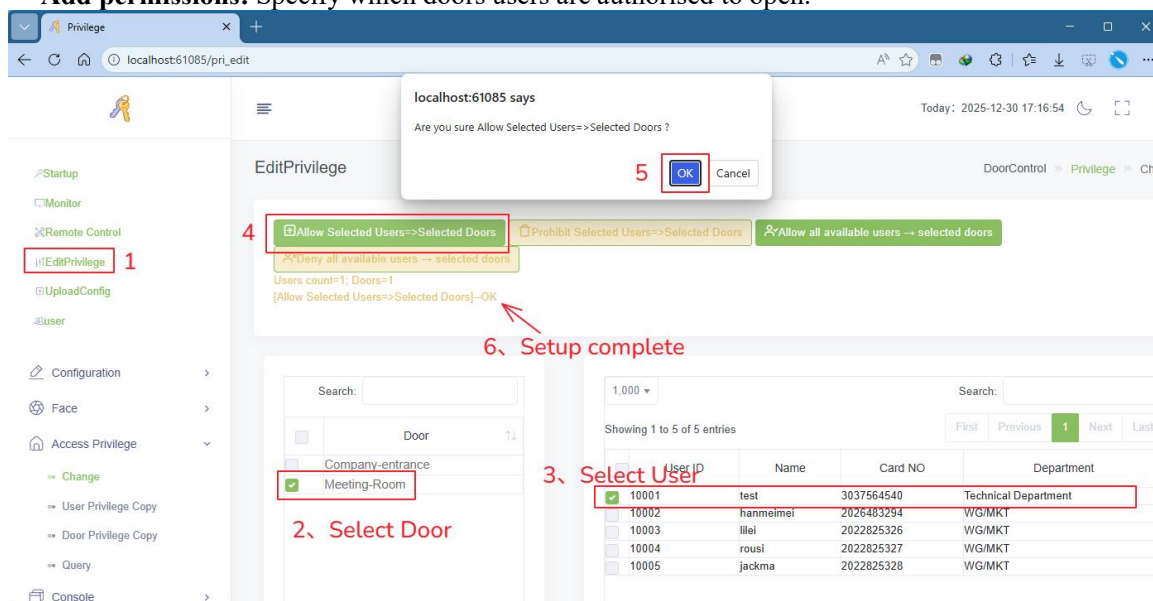 Add permissions: Specify which doors users are authorised to open.
Privilege
localhost:61085/pri_edit
localhost:61085 says
Are you sure Allow Selected Users=>Selected Doors ?
5
OK
Cancel
Today: 2025-12-30 17:16:54
EditPrivilege
DoorControl » Privilege » Ch
Startup
Monitor
Remote Control
EditPrivilege
1
UploadConfig
user
Configuration
Face
Access Privilege
Change
User Privilege Copy
Door Privilege Copy
Query
Console
4
Allow Selected Users=>Selected Doors
Prohibit Selected Users=>Selected Doors
Allow all available users → selected doors
Deny all available users → selected doors
Users count=1; Doors=1
[Allow Selected Users=>Selected Doors]--OK
6、Setup complete
Search:
Door
Company-entrance
Meeting-Room
2、Select Door
1,000
Search:
Showing 1 to 5 of 5 entries
First Previous 1 Next Last
3、Select User
User ID Name Card NO Department
10001 test 3037564540 Technical Department
10002 hanmeimei 2026483294 WG/MKT
10003 lilei 2022825326 WG/MKT
10004 rousi 2022825327 WG/MKT
10005 jackma 2022825328 WG/MKT